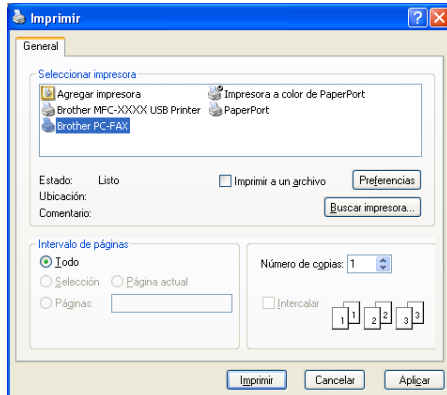 Imprimir
General
Seleccionar impresora
Agregar impresora
Impresora a color de PaperPort
Brother MFC-XXXX USB Printer
PaperPort
Brother PC-FAX
Estado: Listo
Imprimir a un archivo
Preferencias
Ubicación:
Comentario:
Buscar impresora...
Intervalo de páginas
Todo
Número de copias: 1
Selección
Página actual
Páginas:
Intercalar
1 1 2 2 3 3
Imprimir
Cancelar
Aplicar